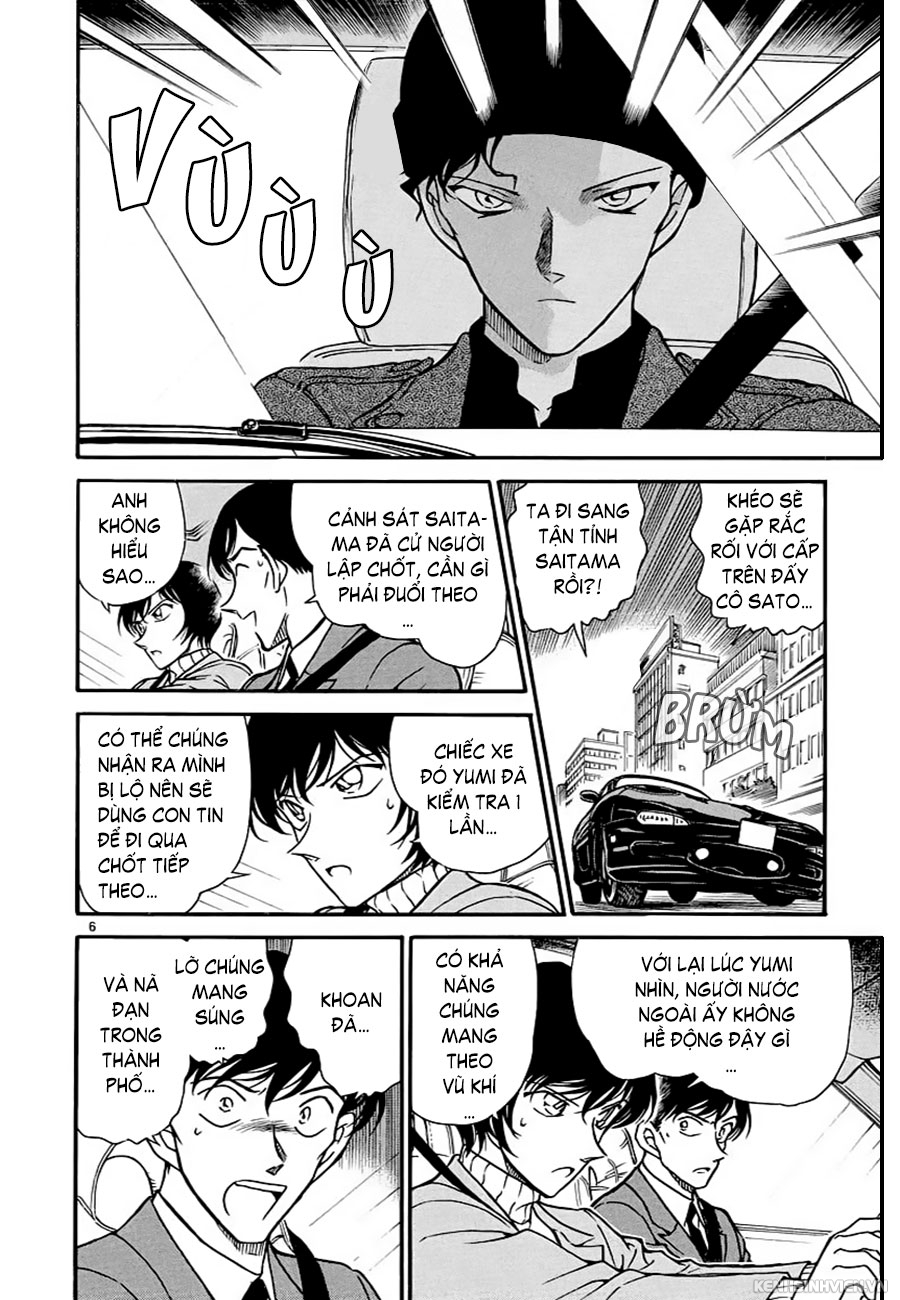 VÙ
Ù
Ù
Ù
KHÉO SẼ
GẶP RẮC
RỐI VỚI CẤP
TRÊN ĐẤY
CÔ SATO...
TA ĐI SANG
TẬN TỈNH
SAITAMA
RỒI?!
BRỪM
CẢNH SÁT SAITA-
MA ĐÃ CỬ NGƯỜI
LẬP CHỐT, CẦN GÌ
PHẢI ĐUỔI THEO
...
ANH
KHÔNG
HIỂU
SAO...
CHIẾC XE
ĐÓ YUMI ĐÃ
KIỂM TRA 1
LẦN...
CÓ THỂ CHÚNG
NHẬN RA MÌNH
BỊ LỘ NÊN SẼ
DÙNG CON TIN
ĐỂ ĐI QUA
CHỐT TIẾP
THEO...
6
VỚI LẠI LÚC YUMI
NHÌN, NGƯỜI NƯỚC
NGOÀI ẤY KHÔNG
HỀ ĐỘNG ĐẬY GÌ
...
CÓ KHẢ
NĂNG
CHÚNG
MANG
THEO
VŨ KHÍ
...
KHOAN
ĐÃ...
LỠ CHÚNG
MANG
SÚNG
...
VÀ NÃ
ĐẠN
TRONG
THÀNH
PHỐ...
KENHSINHVIEN.VN